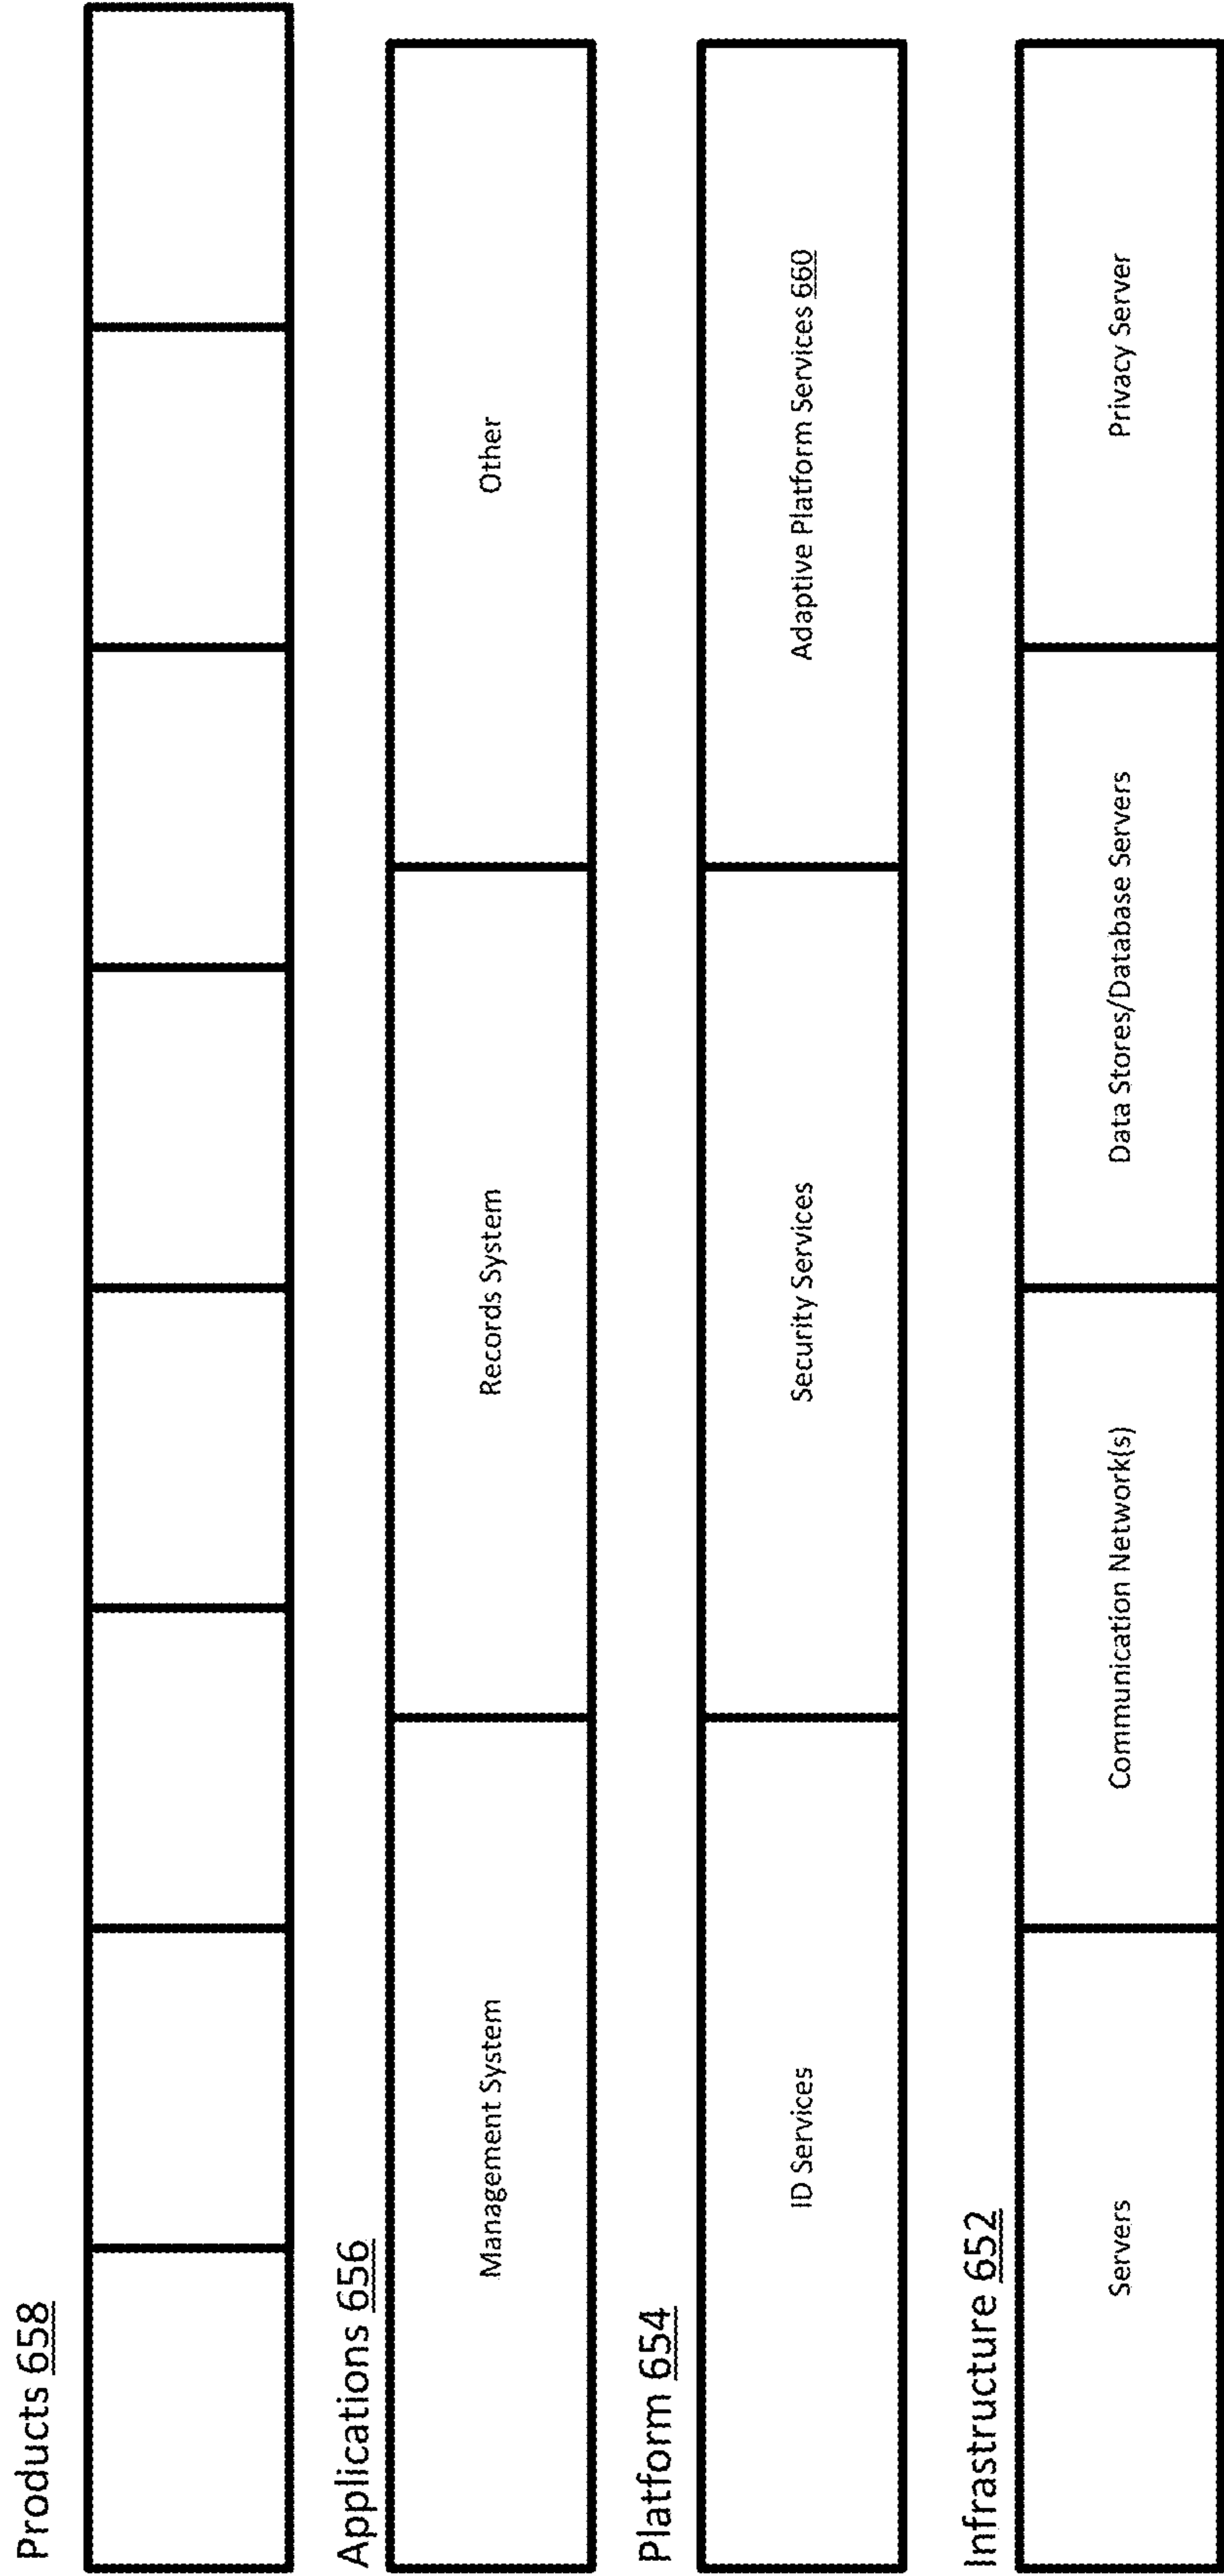 Products 658
Applications 656
Management System
Records System
Other
Platform 654
ID Services
Security Services
Adaptive Platform Services 660
Infrastructure 652
Servers
Communication Network(s)
Data Stores/Database Servers
Privacy Server